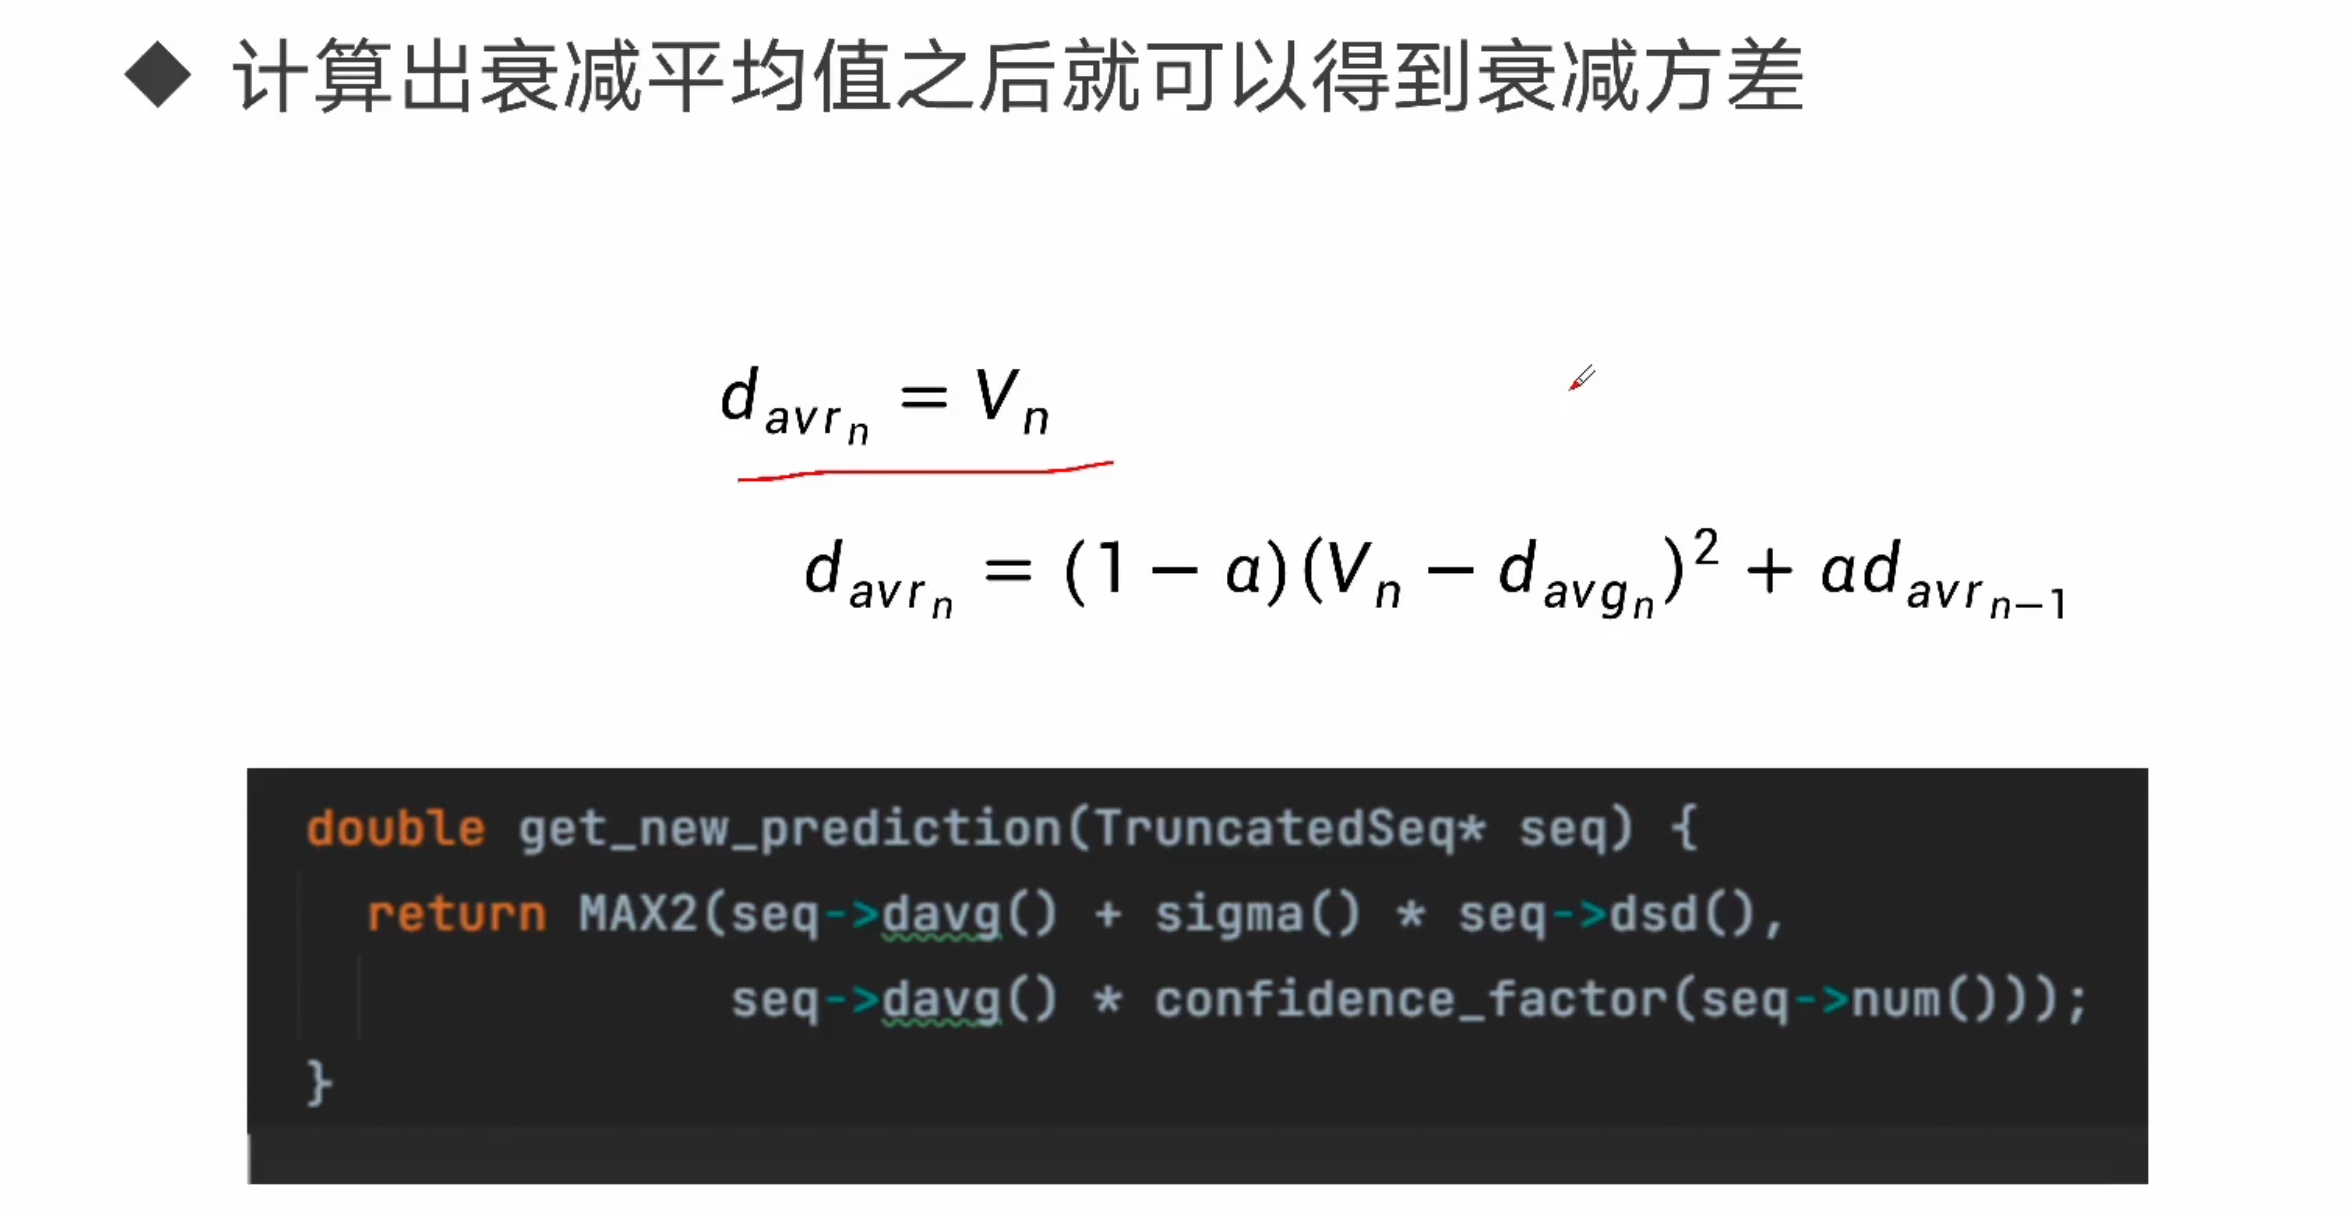 计算出衰减平均值之后就可以得到衰减方差
d_{avr_n} = V_n
d_{avr_n} = (1 − a)(V_n − d_{avg_n})^2 + ad_{avr_{n−1}}
double get_new_prediction(TruncatedSeq* seq) {
return MAX2(seq->davg() + sigma() * seq->dsd(),
seq->davg() * confidence_factor(seq->num()));
}